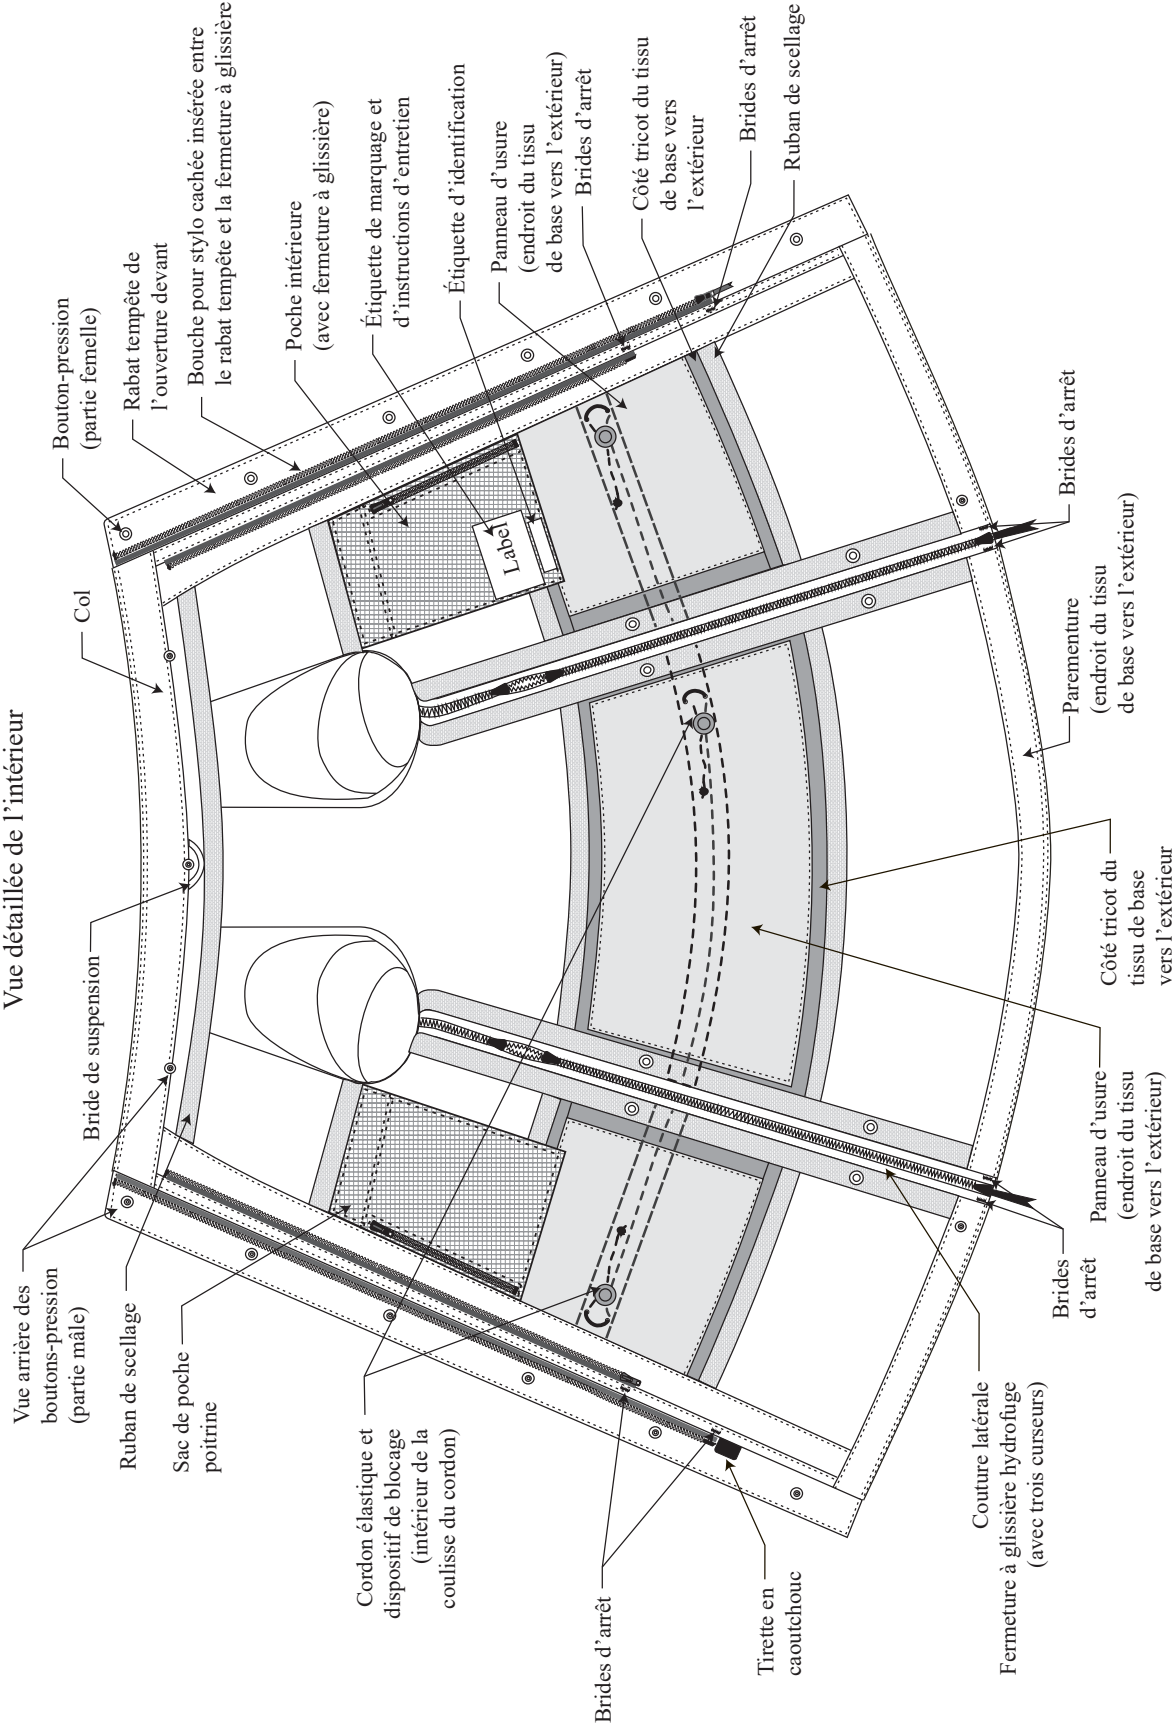 Vue détaillée de l'intérieur
Vue arrière des
boutons-pression
(partie mâle)
Ruban de scellage
Sac de poche
poitrine
Cordon élastique et
dispositif de blocage
(intérieur de la
coulisse du cordon)
Brides d'arrêt
Tirette en
caoutchouc
Couture latérale
Fermeture à glissière hydrofuge
(avec trois curseurs)
Bride de suspension
Brides
d'arrêt
Panneau d'usure
(endroit du tissu
de base vers l'extérieur)
Côté tricot du
tissu de base
vers l'extérieur
Col
Parementure
(endroit du tissu
de base vers l'extérieur)
Brides d'arrêt
Bouton-pression
(partie femelle)
Rabat tempête de
l'ouverture devant
Bouche pour stylo cachée insérée entre
le rabat tempête et la fermeture à glissière
Poche intérieure
(avec fermeture à glissière)
Étiquette de marquage et
d'instructions d'entretien
Étiquette d'identification
Panneau d'usure
(endroit du tissu
de base vers l'extérieur)
Brides d'arrêt
Côté tricot du tissu
de base vers
l'extérieur
Brides d'arrêt
Ruban de scellage
Label